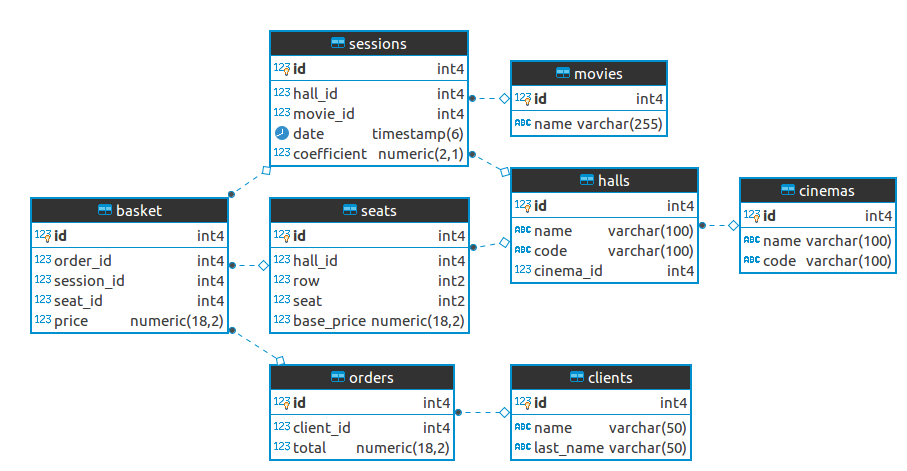 sessions
123 id int4
123 hall_id int4
123 movie_id int4
date timestamp(6)
123 coefficient numeric(2,1)
movies
123 id int4
ABC name varchar(255)
halls
123 id int4
ABC name varchar(100)
ABC code varchar(100)
123 cinema_id int4
cinemas
123 id int4
ABC name varchar(100)
ABC code varchar(100)
basket
123 id int4
123 order_id int4
123 session_id int4
123 seat_id int4
123 price numeric(18,2)
seats
123 id int4
123 hall_id int4
123 row int2
123 seat int2
123 base_price numeric(18,2)
orders
123 id int4
123 client_id int4
123 total numeric(18,2)
clients
123 id int4
ABC name varchar(50)
ABC last_name varchar(50)